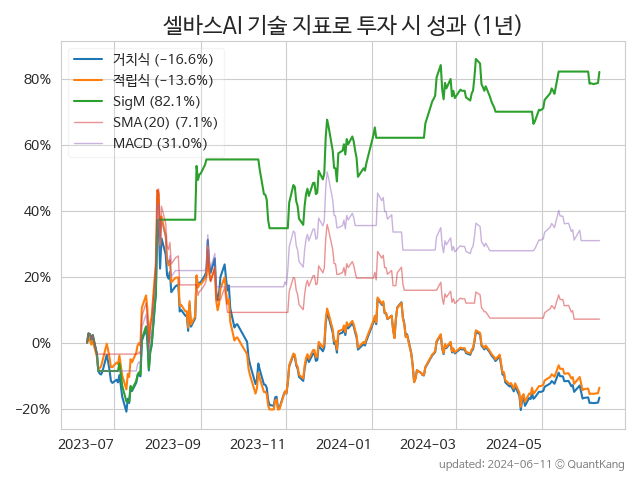 셀바스AI 기술 지표로 투자 시 성과 (1년)
거치식 (−16.6%)
적립식 (−13.6%)
SigM (82.1%)
SMA(20) (7.1%)
MACD (31.0%)
80%
60%
40%
20%
0%
−20%
2023-07 2023-09 2023-11 2024-01 2024-03 2024-05
updated: 2024-06-11 © QuantKang